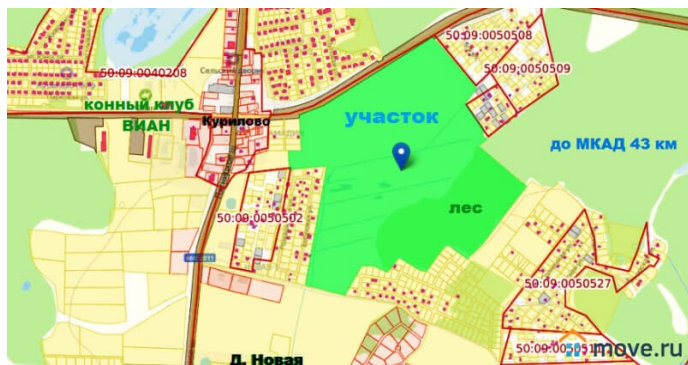 50:09:0050508
50:09:0040208
50:09:0050509
конный клуб
ВИАН
Курилово
участок
до МКАД 43 км
лес
50:09:0050502
50:09:0050527
Д. Новая
move.ru